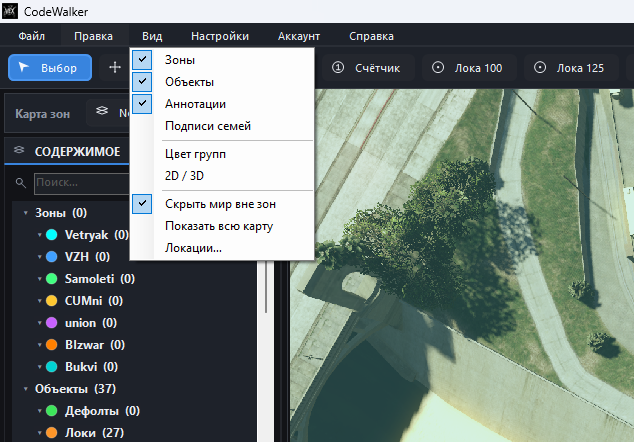 CodeWalker
Файл Правка Вид Настройки Аккаунт Справка
Выбор Счётчик Лока 100 Лока 125
Зоны
Объекты
Аннотации
Подписи семей
Цвет групп
2D / 3D
Скрыть мир вне зон
Показать всю карту
Локации...
Карта зон
СОДЕРЖИМОЕ
Поиск...
Зоны (0)
Vetryak (0)
VZH (0)
Samoleti (0)
CUMni (0)
union (0)
BIzwar (0)
Bukvi (0)
Объекты (37)
Дефолты (0)
Локи (27)